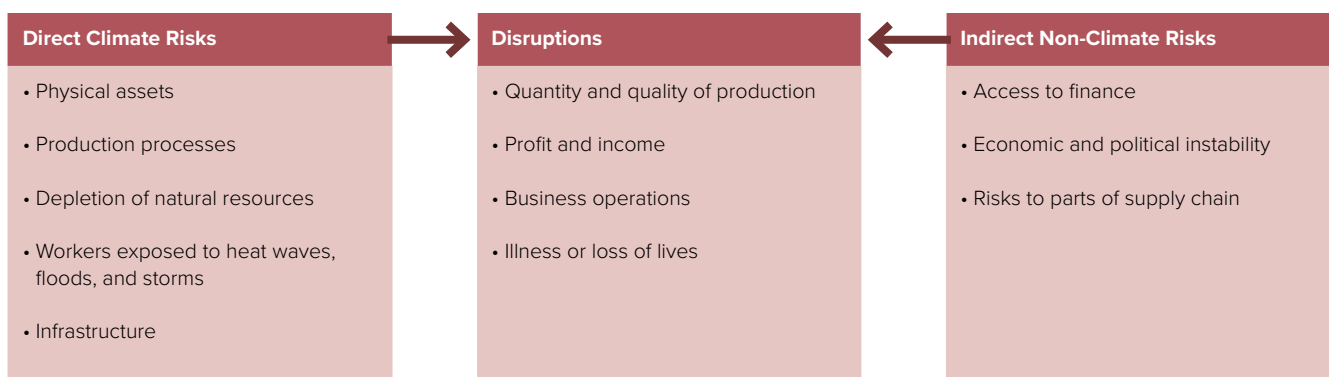 Direct Climate Risks
• Physical assets
• Production processes
• Depletion of natural resources
• Workers exposed to heat waves,
floods, and storms
• Infrastructure
Disruptions
• Quantity and quality of production
• Profit and income
• Business operations
• Illness or loss of lives
Indirect Non-Climate Risks
• Access to finance
• Economic and political instability
• Risks to parts of supply chain